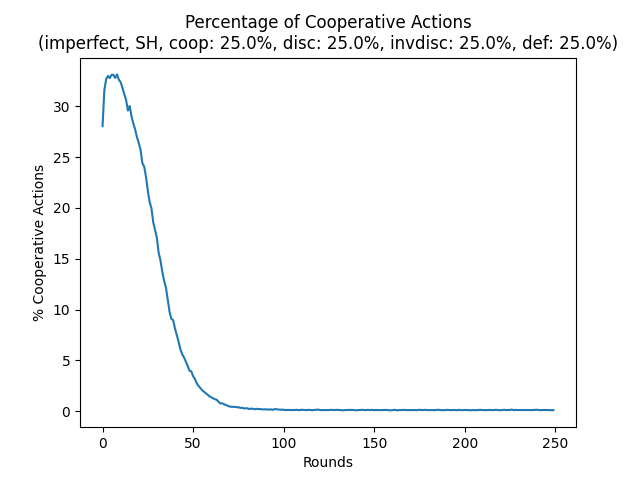 Percentage of Cooperative Actions
(imperfect, SH, coop: 25.0%, disc: 25.0%, invdisc: 25.0%, def: 25.0%)
% Cooperative Actions
30
25
20
15
10
5
0
0 50 100 150 200 250
Rounds